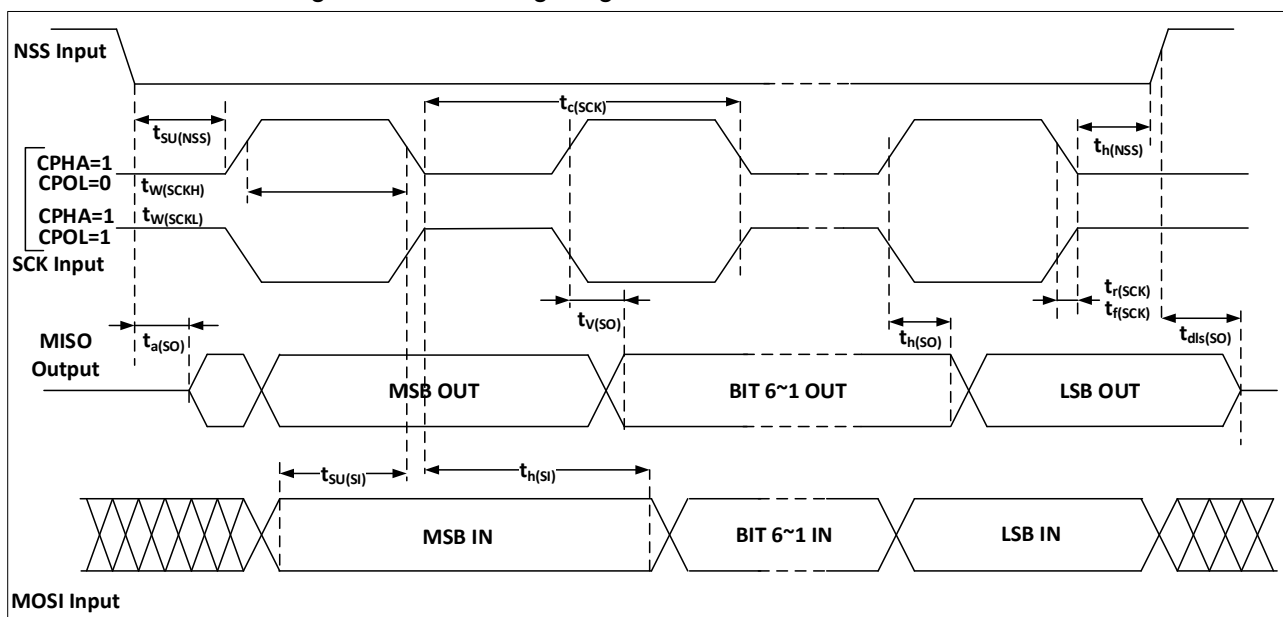 NSS Input
tc(SCK)
tSU(NSS)
th(NSS)
CPHA=1
CPOL=0
tW(SCKH)
CPHA=1
tW(SCKL)
CPOL=1
SCK Input
tr(SCK)
tV(SO)
tf(SCK)
ta(SO)
th(SO)
tdis(SO)
MISO
Output
MSB OUT
BIT 6~1 OUT
LSB OUT
tSU(SI)
th(SI)
MSB IN
BIT 6~1 IN
LSB IN
MOSI Input